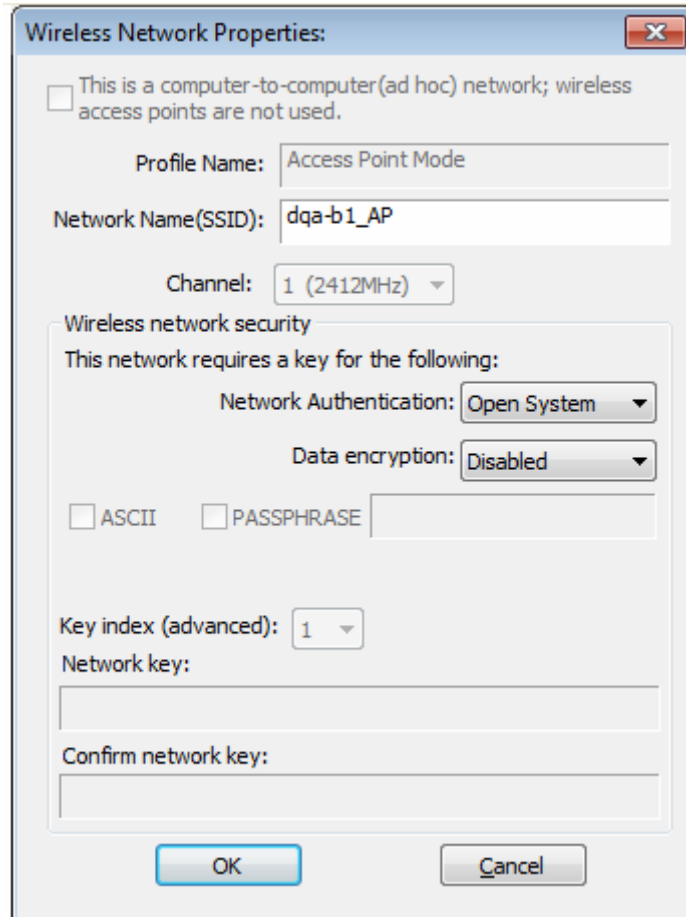 Wireless Network Properties:
This is a computer-to-computer(ad hoc) network; wireless
access points are not used.
Profile Name: Access Point Mode
Network Name(SSID): dqa-b1_AP
Channel: 1 (2412MHz)
Wireless network security
This network requires a key for the following:
Network Authentication: Open System
Data encryption: Disabled
ASCII PASSPHRASE
Key index (advanced): 1
Network key:
Confirm network key:
OK Cancel